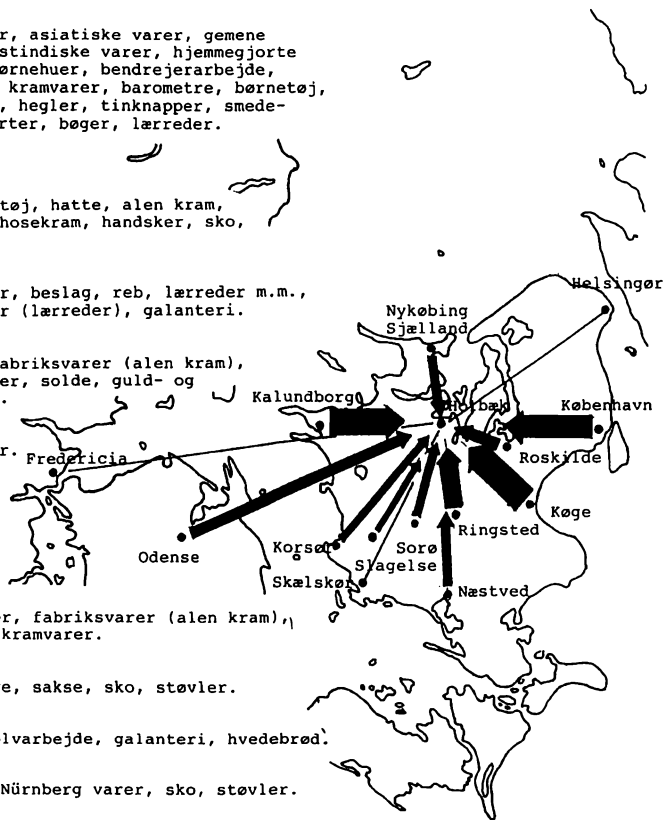 r, asiatiske varer, gemene
stindiske varer, hjemmegjorte
ørnehuer, bendrejerarbejde,
kramvarer, barometre, børnetøj,
, hegler, tinknapper, smede-
rter, bøger, lærreder.
tøj, hatte, alen kram,
hosekram, handsker, sko,
r, beslag, reb, lærreder m.m.,
r (lærreder), galanteri.
abriksvarer (alen kram),
er, solde, guld- og
.
r.
Helsingør
Nykøbing
Sjælland
Kalundborg
Holbæk
København
Roskilde
Fredericia
Køge
Ringsted
Odense
Korsør
Sorø
Slagelse
Skælskør
Næstved
r, fabriksvarer (alen kram),
kramvarer.
e, sakse, sko, støvler.
lvarbejde, galanteri, hvedebrød.
Nürnberg varer, sko, støvler.